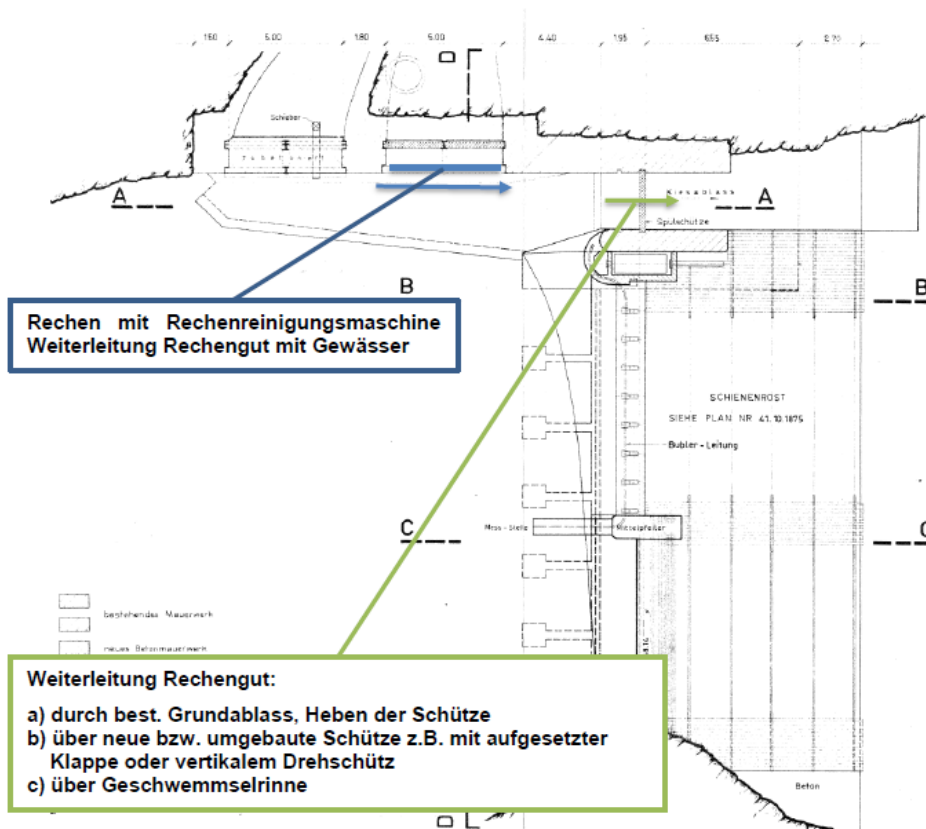 1.60 5.00 1.80 5.00 4.40 1.95 6.55 2.70
D
Schieber
A
Kiesablass
A
Spülschütze
B
B
Rechen mit Rechenreinigungsmaschine
Weiterleitung Rechengut mit Gewässer
SCHIENENROST
SIEHE PLAN NR 41.10.1875
Bubler-Leitung
C
Mess-Stelle
Mittelpfeiler
C
bestehendes Mauerwerk
neues Betonmauerwerk
Weiterleitung Rechengut:
a) durch best. Grundablass, Heben der Schütze
b) über neue bzw. umgebaute Schütze z.B. mit aufgesetzter
Klappe oder vertikalem Drehschütz
c) über Geschwemmselrinne
Beton
D